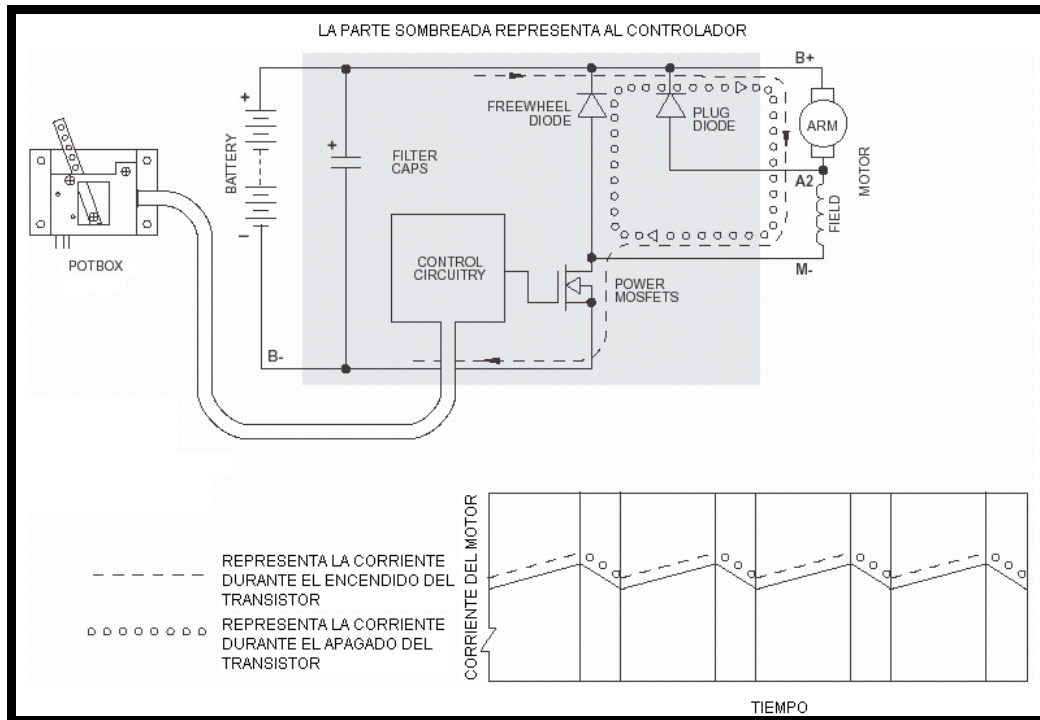 LA PARTE SOMBREADA REPRESENTA AL CONTROLADOR
B+
FREEWHEEL
DIODE
PLUG
DIODE
ARM
+
BATTERY
-
+
FILTER
CAPS
A2
MOTOR
FIELD
POTBOX
CONTROL
CIRCUITRY
M-
POWER
MOSFETS
B-
CORRIENTE DEL MOTOR
REPRESENTA LA CORRIENTE
DURANTE EL ENCENDIDO DEL
TRANSISTOR
REPRESENTA LA CORRIENTE
DURANTE EL APAGADO DEL
TRANSISTOR
TIEMPO